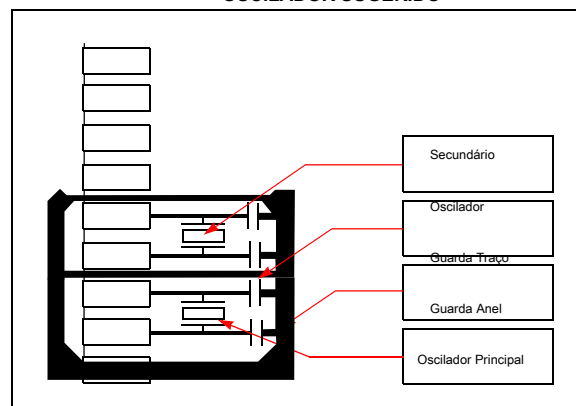 Secundário
Oscilador
Guarda Traço
Guarda Anel
Oscilador Principal